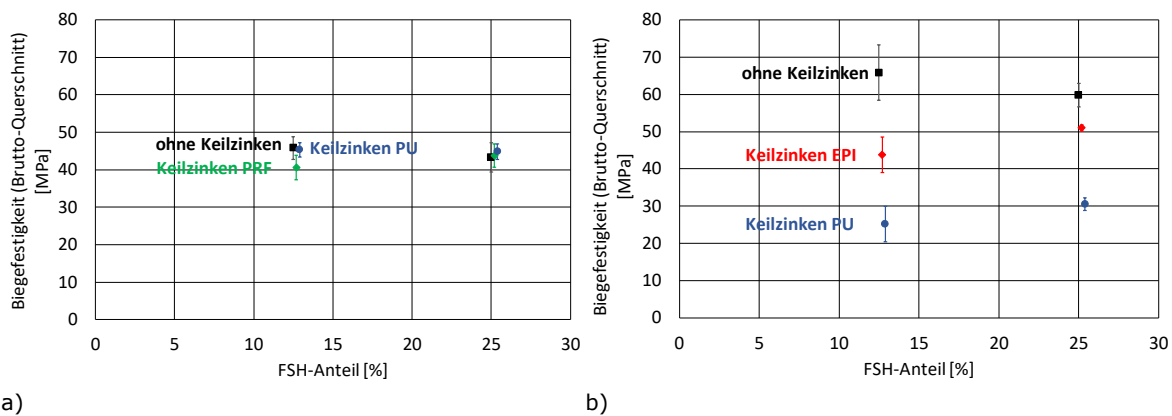 Biegefestigkeit (Brutto-Querschnitt)
[MPa]
80
70
60
50
40
30
20
10
0
ohne Keilzinken
Keilzinken PU
Keilzinken PRF
0 5 10 15 20 25 30
FSH-Anteil [%]
a)
Biegefestigkeit (Brutto-Querschnitt)
[MPa]
80
70
60
50
40
30
20
10
0
ohne Keilzinken
Keilzinken EPI
Keilzinken PU
0 5 10 15 20 25 30
FSH-Anteil [%]
b)